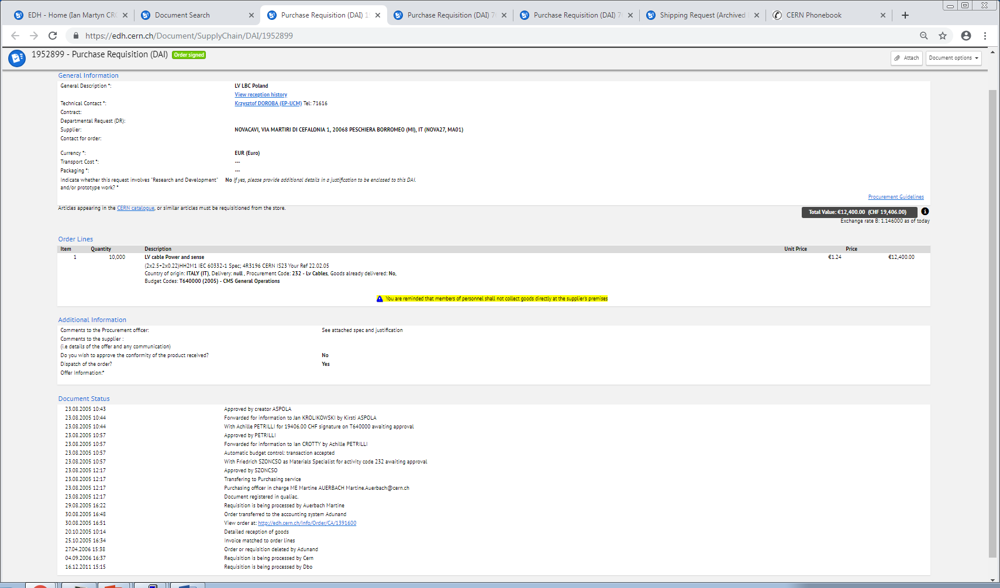 EDH - Home (Ian Martyn CR
Document Search
Purchase Requisition (DAI) 1
Purchase Requisition (DAI) 7
Purchase Requisition (DAI) 7
Shipping Request (Archived
CERN Phonebook
https://edh.cern.ch/Document/SupplyChain/DAI/1952899
1952899 - Purchase Requisition (DAI) Order signed
Attach
Document options
General Information
General Description *: LV LBC Poland
View reception history
Technical Contact *: Krzysztof DOROBA (EP-UCM) Tel: 71616
Contract:
Departmental Request (DR):
Supplier: NOVACAVI, VIA MARTIRI DI CEFALONIA 1, 20068 PESCHIERA BORROMEO (MI), IT (NOVA27, MA01)
Contact for order:
Currency *: EUR (Euro)
Transport Cost *: ---
Packaging *: ---
Indicate whether this request involves "Research and Development" No If yes, please provide additional details in a justification to be enclosed to this DAI.
and/or prototype work? *
Procurement Guidelines
Articles appearing in the CERN catalogue, or similar articles must be requisitioned from the store.
Total Value: €12,400.00 (CHF 19,406.00)
Exchange rate B: 1.146000 as of today
Order Lines
Item Quantity Description Unit Price Price
1 10,000 LV cable Power and sense €1.24 €12,400.00
(2x2.5+2x0.22)HH2M1 IEC 60332-1 Spec; 4R3196 CERN IS23 Your Ref 22.02.05
Country of origin: ITALY (IT), Delivery: null , Procurement Code: 232 - Lv Cables, Goods already delivered: No,
Budget Codes: T640000 (2005) - CMS General Operations
You are reminded that members of personnel shall not collect goods directly at the supplier's premises
Additional Information
Comments to the Procurement officer: See attached spec and justification
Comments to the supplier :
(i.e details of the offer and any communication)
Do you wish to approve the conformity of the product received? No
Dispatch of the order? Yes
Offer Information:*
Document Status
23.08.2005 10:43 Approved by creator ASPOLA
23.08.2005 10:44 Forwarded for information to Jan KROLIKOWSKI by Kirsti ASPOLA
23.08.2005 10:44 With Achille PETRILLI for 19406.00 CHF signature on T640000 awaiting approval
23.08.2005 10:57 Approved by PETRILLI
23.08.2005 10:57 Forwarded for information to Ian CROTTY by Achille PETRILLI
23.08.2005 10:57 Automatic budget control: transaction accepted
23.08.2005 10:57 With Friedrich SZONCSO as Materials Specialist for activity code 232 awaiting approval
23.08.2005 12:17 Approved by SZONCSO
23.08.2005 12:17 Transfering to Purchasing service
23.08.2005 12:17 Purchasing officer in charge ME Martine AUERBACH Martine.Auerbach@cern.ch
23.08.2005 12:17 Document registered in qualiac.
29.08.2005 16:22 Requisition is being processed by Auerbach Martine
30.08.2005 16:48 Order transferred to the accounting system Adunand
30.08.2005 16:51 View order at: http://edh.cern.ch/Info/Order/CA/1391600
20.10.2005 10:14 Detailed reception of goods
25.10.2005 16:34 Invoice matched to order lines
27.04.2006 15:38 Order or requisition deleted by Adunand
04.09.2006 16:37 Requisition is being processed by Cern
16.12.2011 15:15 Requisition is being processed by Dbo